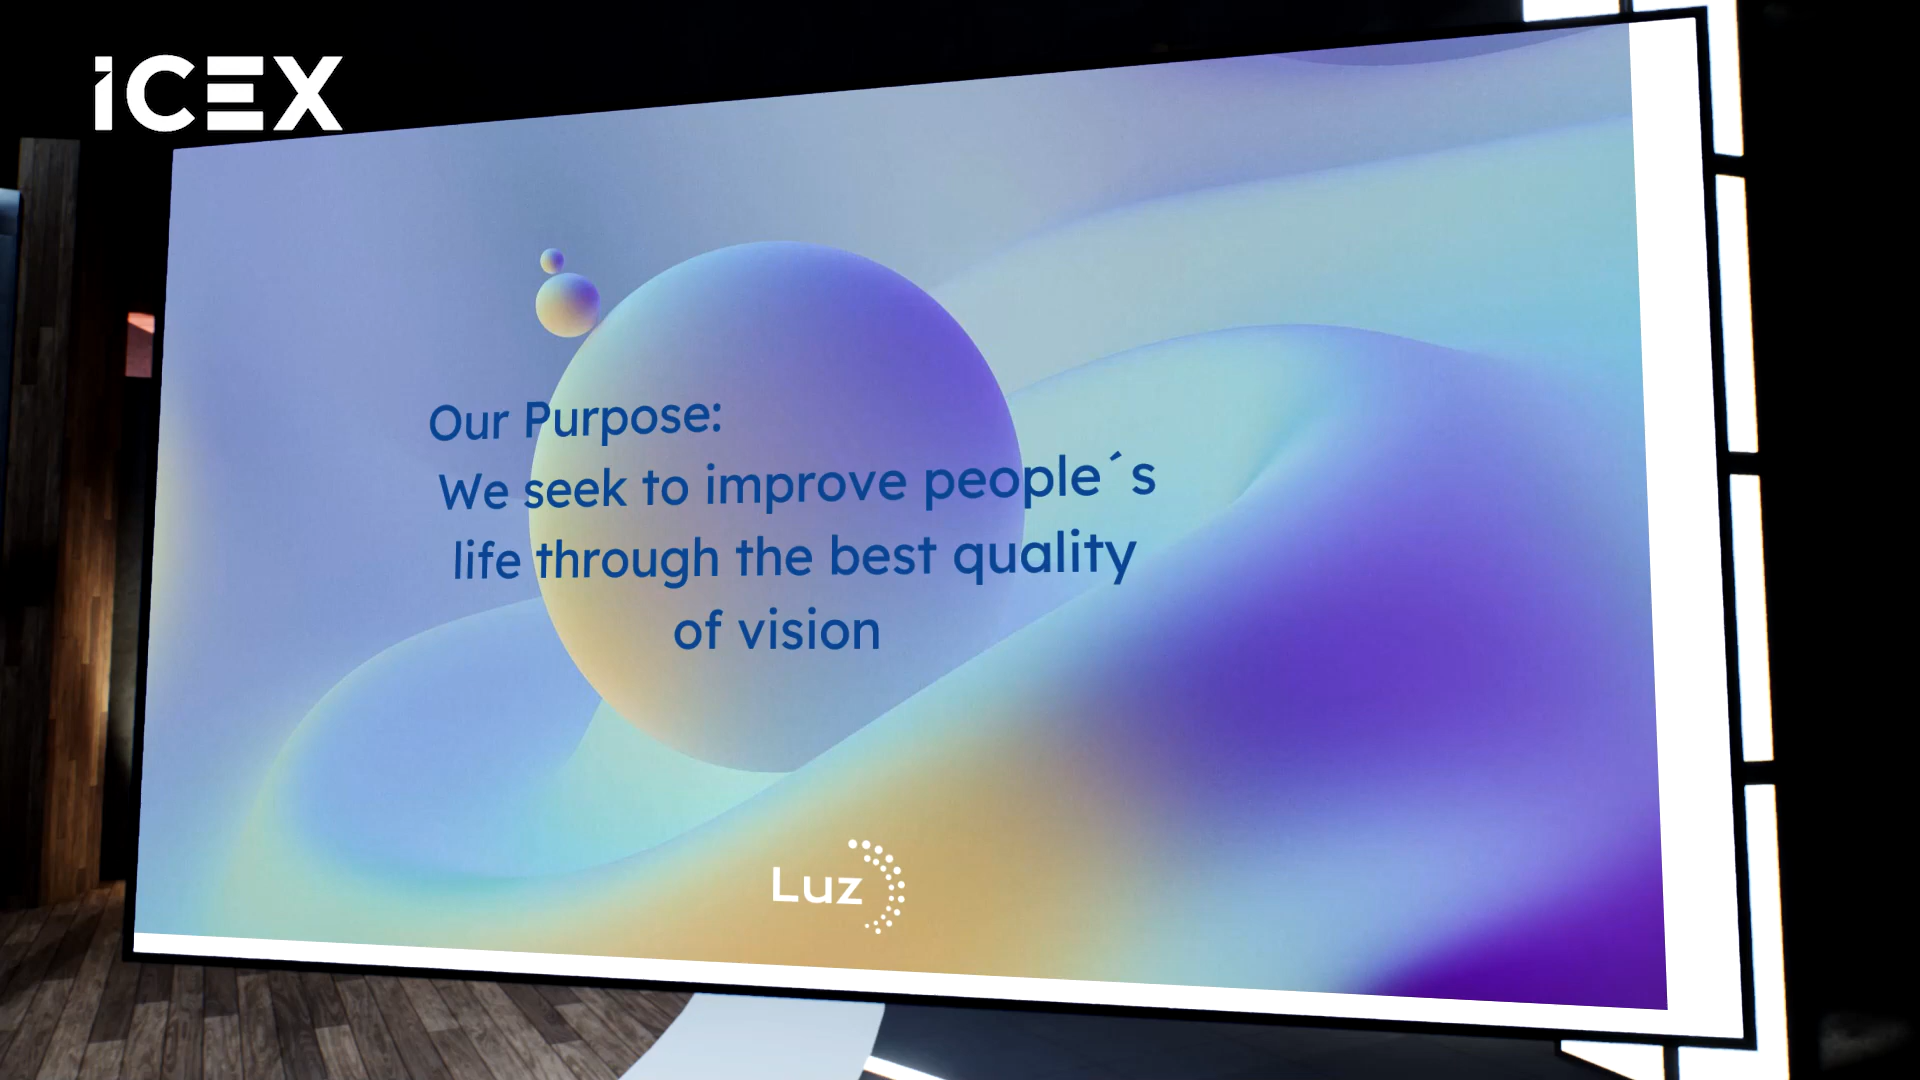 iCEX
Our Purpose:
We seek to improve people´s
life through the best quality
of vision
Luz